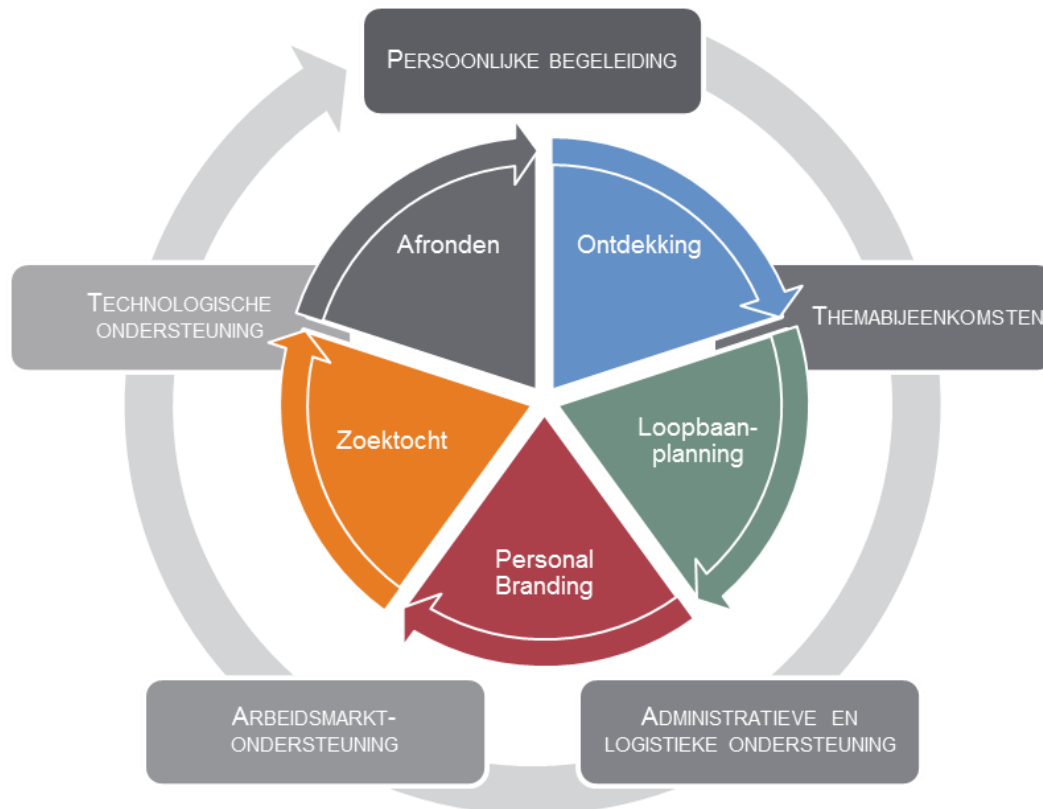 PERSOONLIJKE BEGELEIDING
Afronden
Ontdekking
TECHNOLOGISCHE
ONDERSTEUNING
THEMABIJEENKOMSTEN
Zoektocht
Loopbaan-
planning
Personal
Branding
ARBEIDSMARKT-
ONDERSTEUNING
ADMINISTRATIEVE EN
LOGISTIEKE ONDERSTEUNING